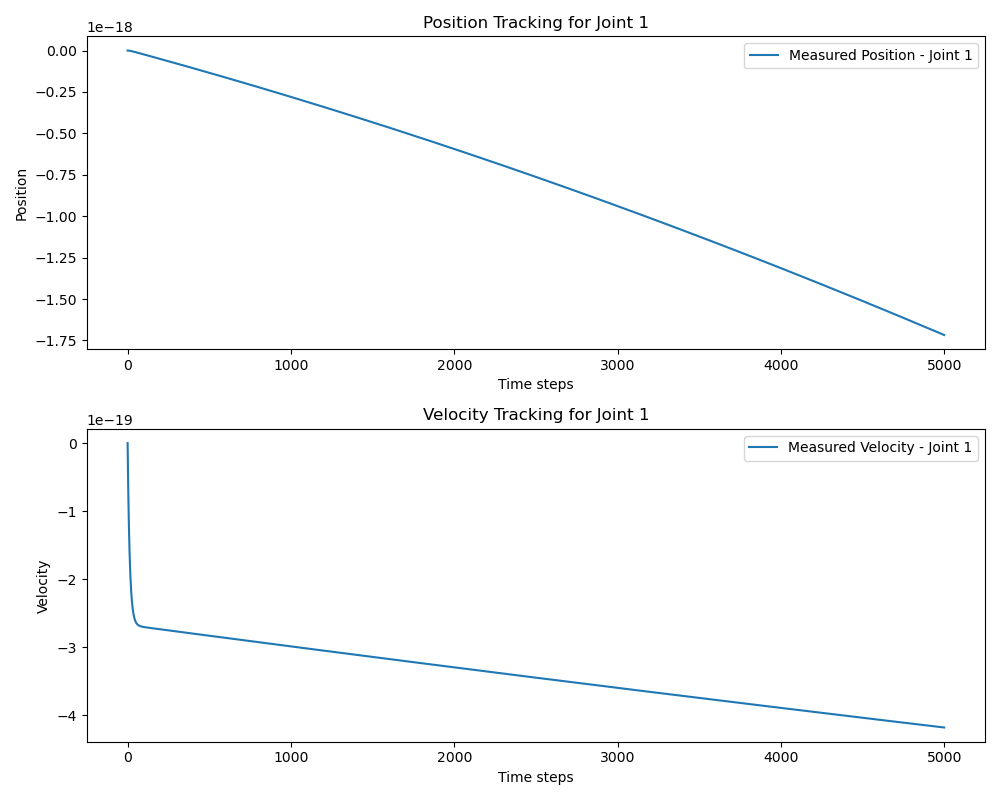 Position Tracking for Joint 1
1e−18
Measured Position - Joint 1
0.00
−0.25
−0.50
−0.75
−1.00
−1.25
−1.50
−1.75
Position
0 1000 2000 3000 4000 5000
Time steps
Velocity Tracking for Joint 1
1e−19
Measured Velocity - Joint 1
0
−1
−2
−3
−4
Velocity
0 1000 2000 3000 4000 5000
Time steps